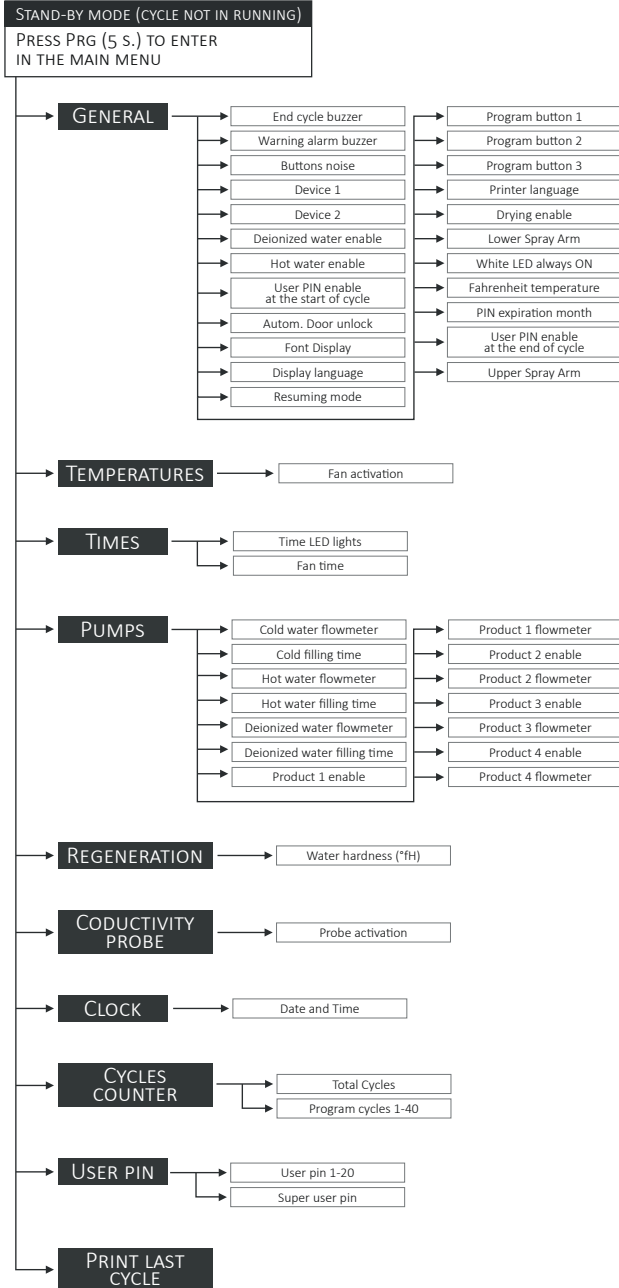 STAND-BY MODE (CYCLE NOT IN RUNNING)
PRESS PRG (5 S.) TO ENTER
IN THE MAIN MENU
GENERAL
End cycle buzzer
Warning alarm buzzer
Buttons noise
Device 1
Device 2
Deionized water enable
Hot water enable
User PIN enable
at the start of cycle
Autom. Door unlock
Font Display
Display language
Resuming mode
Program button 1
Program button 2
Program button 3
Printer language
Drying enable
Lower Spray Arm
White LED always ON
Fahrenheit temperature
PIN expiration month
User PIN enable
at the end of cycle
Upper Spray Arm
TEMPERATURES
Fan activation
TIMES
Time LED lights
Fan time
PUMPS
Cold water flowmeter
Cold filling time
Hot water flowmeter
Hot water filling time
Deionized water flowmeter
Deionized water filling time
Product 1 enable
Product 1 flowmeter
Product 2 enable
Product 2 flowmeter
Product 3 enable
Product 3 flowmeter
Product 4 enable
Product 4 flowmeter
REGENERATION
Water hardness (°fH)
CODUCTIVITY
PROBE
Probe activation
CLOCK
Date and Time
CYCLES
COUNTER
Total Cycles
Program cycles 1-40
USER PIN
User pin 1-20
Super user pin
PRINT LAST
CYCLE